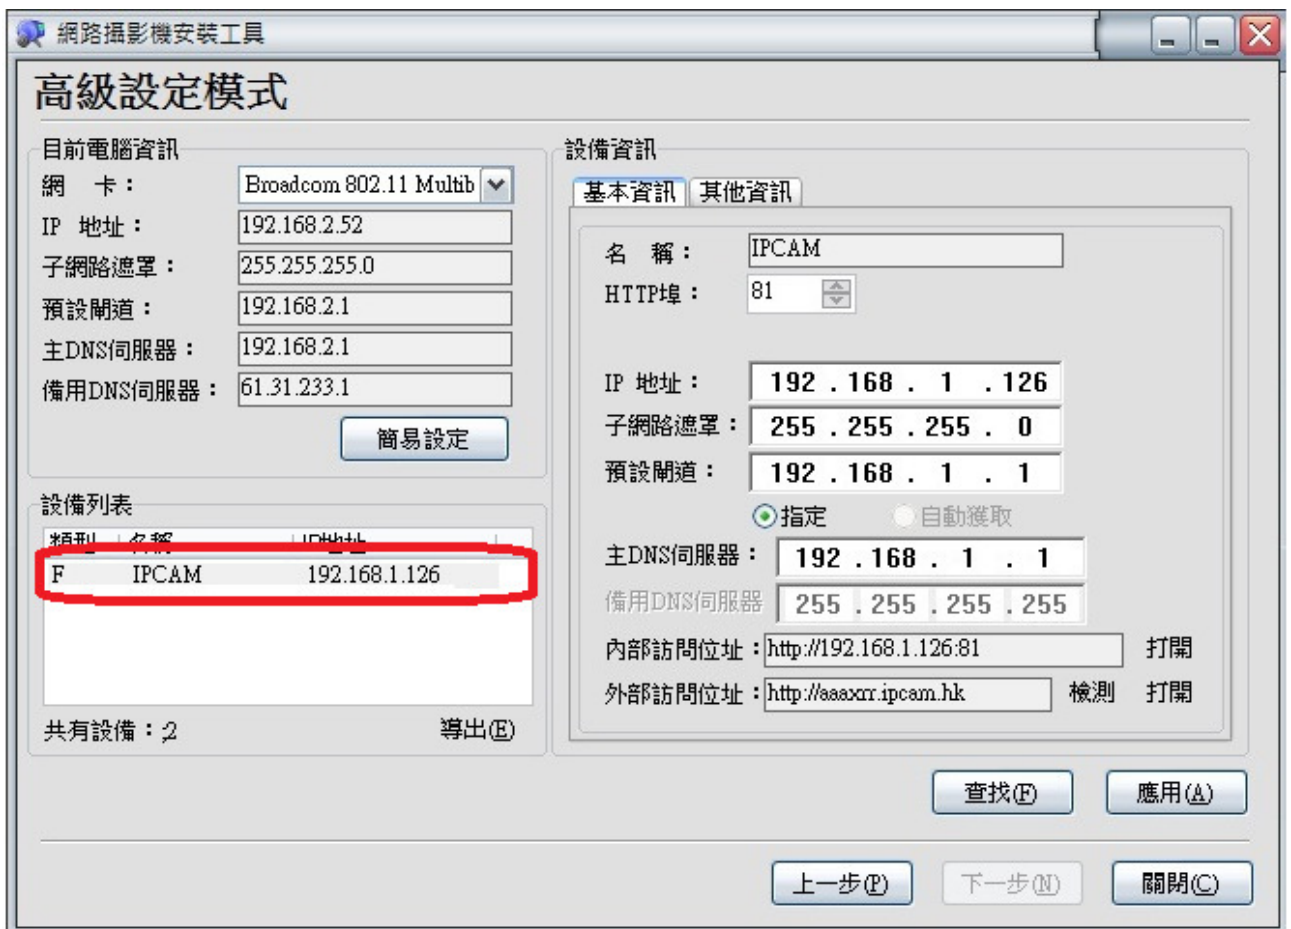 網路攝影機安裝工具
高級設定模式
目前電腦資訊
網 卡： Broadcom 802.11 Multib
IP 地址： 192.168.2.52
子網路遮罩： 255.255.255.0
預設閘道： 192.168.2.1
主DNS伺服器： 192.168.2.1
備用DNS伺服器： 61.31.233.1
簡易設定
設備列表
類型 名稱 IP地址
F IPCAM 192.168.1.126
共有設備：2 導出(E)
設備資訊
基本資訊 其他資訊
名 稱： IPCAM
HTTP埠： 81
IP 地址： 192 . 168 . 1 . 126
子網路遮罩： 255 . 255 . 255 . 0
預設閘道： 192 . 168 . 1 . 1
指定 自動獲取
主DNS伺服器： 192 . 168 . 1 . 1
備用DNS伺服器 255 . 255 . 255 . 255
內部訪問位址：http://192.168.1.126:81 打開
外部訪問位址：http://aaaxrr.ipcam.hk 檢測 打開
查找(F) 應用(A)
上一步(P) 下一步(N) 關閉(C)